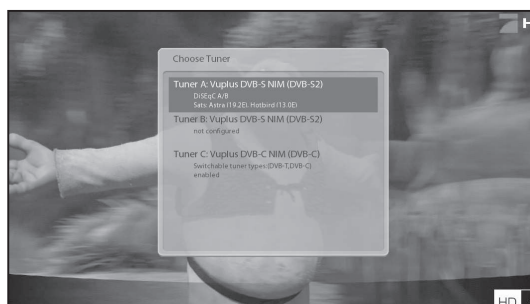 H
Choose Tuner
Tuner A: Vuplus DVB-S NIM (DVB-S2)
DiSEqC A/B
Sats: Astra (19.2E), Hotbird (13.0E)
Tuner B: Vuplus DVB-S NIM (DVB-S2)
not configured
Tuner C: Vuplus DVB-C NIM (DVB-C)
Switchable tuner types:(DVB-T,DVB-C)
enabled
HD